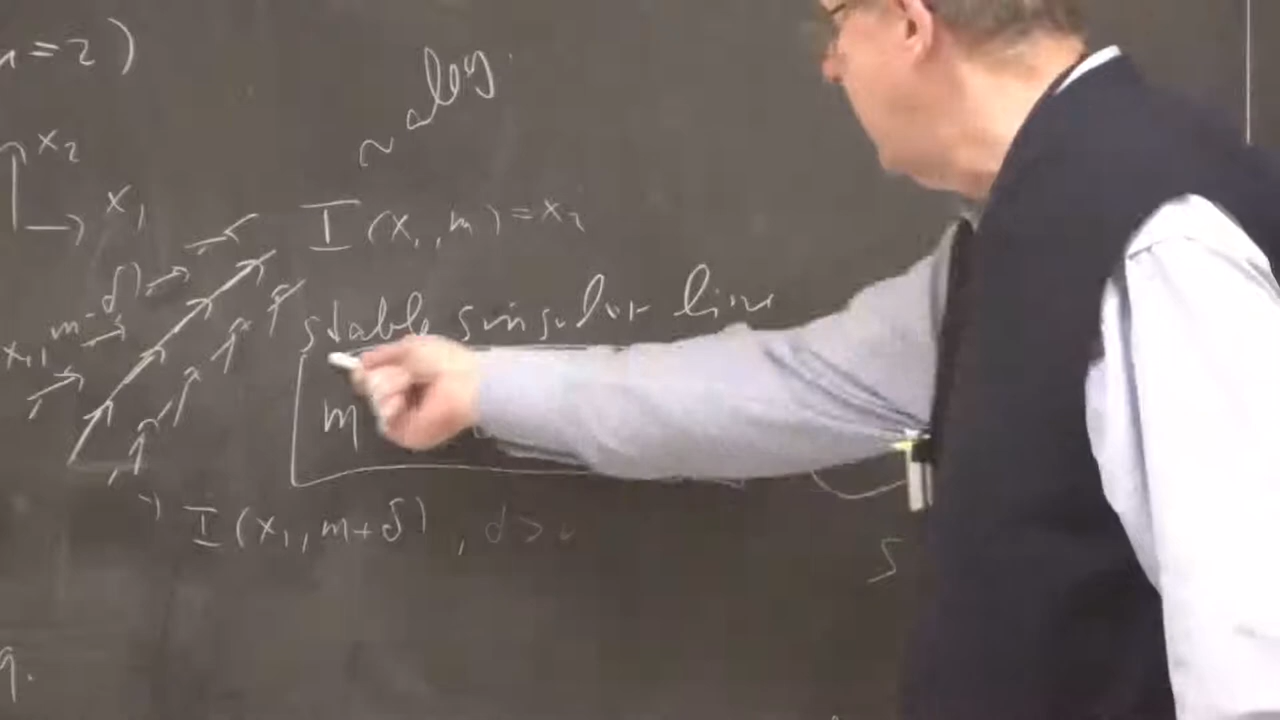 n=2)
~ alog.
x₂
x₁
I(x₁, m) = x₂
m-δ)
x₁,
stable singular line
m
I(x₁, m+δ), d>0
S
q.